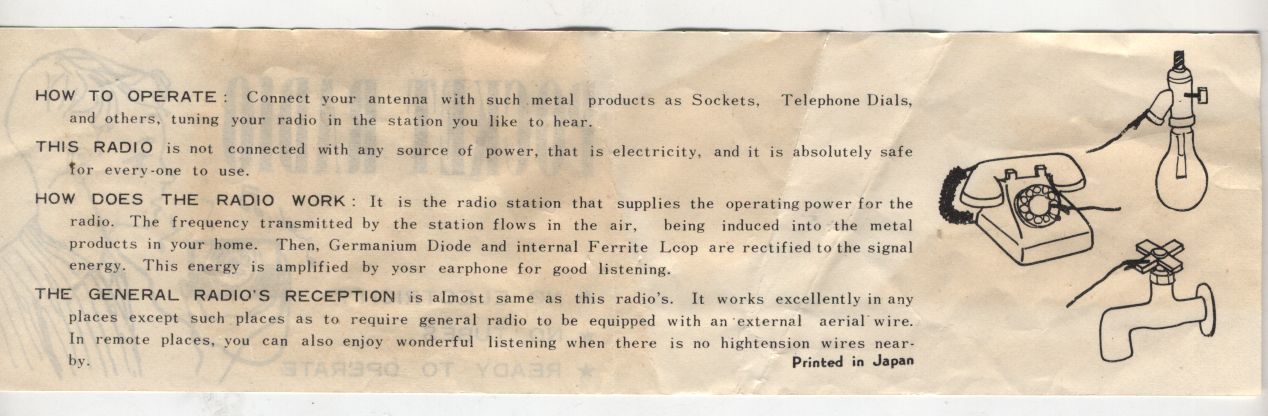 HOW TO OPERATE : Connect your antenna with such metal products as Sockets, Telephone Dials,
and others, tuning your radio in the station you like to hear.
THIS RADIO is not connected with any source of power, that is electricity, and it is absolutely safe
for every-one to use.
HOW DOES THE RADIO WORK : It is the radio station that supplies the operating power for the
radio. The frequency transmitted by the station flows in the air, being induced into the metal
products in your home. Then, Germanium Diode and internal Ferrite Loop are rectified to the signal
energy. This energy is amplified by yosr earphone for good listening.
THE GENERAL RADIO'S RECEPTION is almost same as this radio's. It works excellently in any
places except such places as to require general radio to be equipped with an external aerial wire.
In remote places, you can also enjoy wonderful listening when there is no hightension wires near-
by.
Printed in Japan
POCKET RADIO
★ READY TO OPERATE